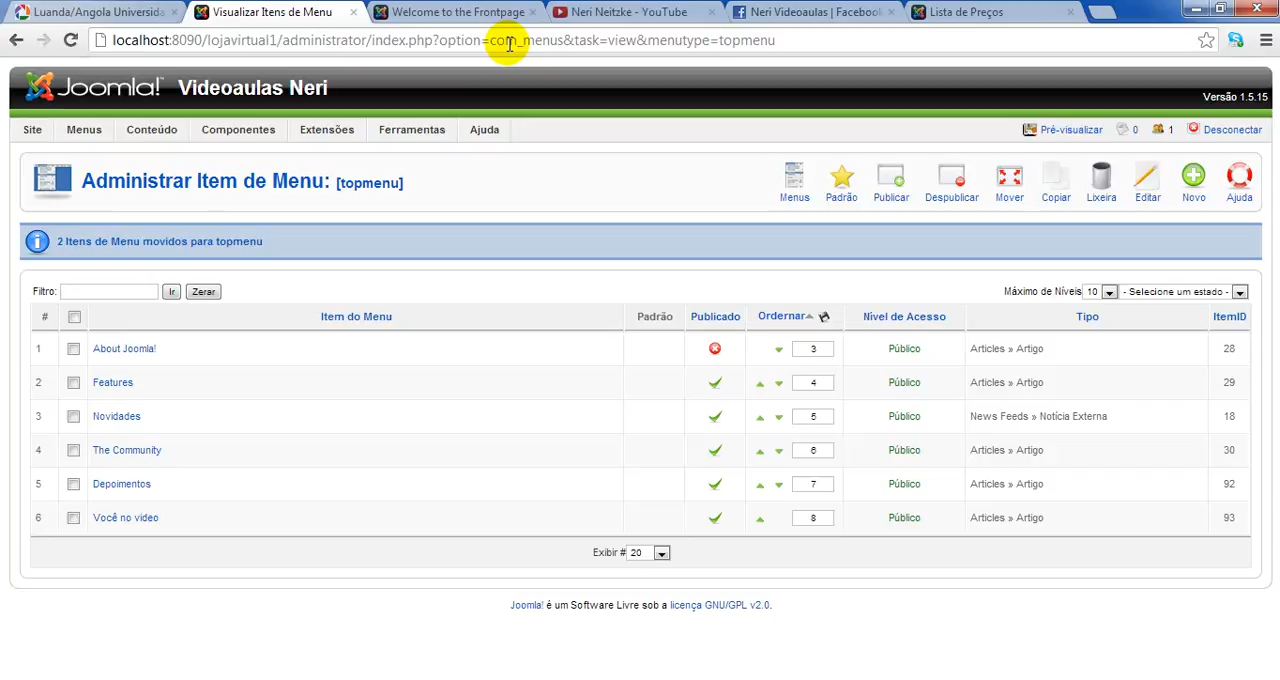 Luanda/Angola Universida
Visualizar Itens de Menu
Welcome to the Frontpage
Neri Neitzke - YouTube
Neri Videoaulas | Facebook
Lista de Preços
localhost:8090/lojavirtual1/administrator/index.php?option=com_menus&task=view&menutype=topmenu
Joomla! Videoaulas Neri
Versão 1.5.15
Site Menus Conteúdo Componentes Extensões Ferramentas Ajuda Pré-visualizar 0 1 Desconectar
Administrar Item de Menu: [topmenu]
Menus Padrão Publicar Despublicar Mover Copiar Lixeira Editar Novo Ajuda
2 Itens de Menu movidos para topmenu
Filtro: Ir Zerar Máximo de Níveis 10 - Selecione um estado -
# Item do Menu Padrão Publicado Ordernar Nível de Acesso Tipo ItemID
1 About Joomla! 3 Público Articles » Artigo 28
2 Features 4 Público Articles » Artigo 29
3 Novidades 5 Público News Feeds » Notícia Externa 18
4 The Community 6 Público Articles » Artigo 30
5 Depoimentos 7 Público Articles » Artigo 92
6 Você no video 8 Público Articles » Artigo 93
Exibir # 20
Joomla! é um Software Livre sob a licença GNU/GPL v2.0.